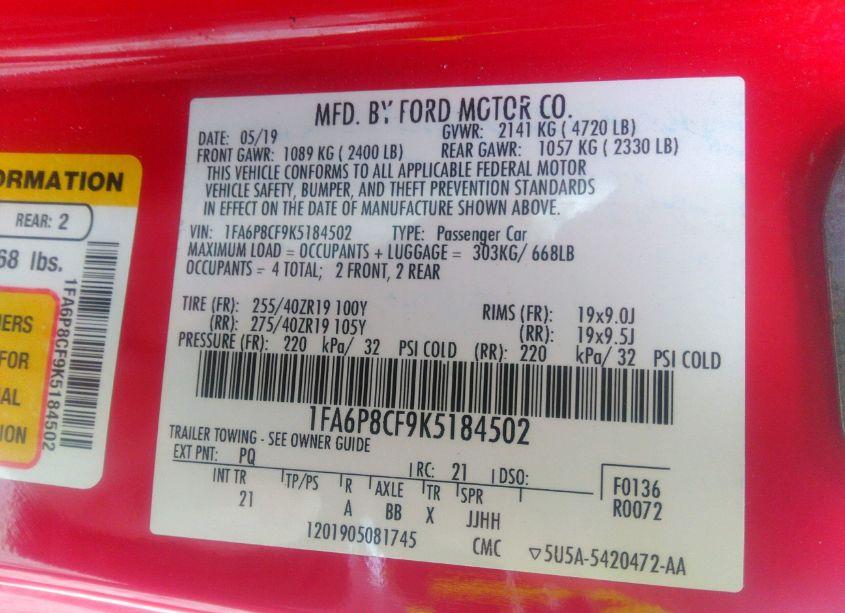 ORMATION
REAR: 2
68 lbs.
ERS
FOR
AL
ION
1FA6P8CF9K5184502
MFD. BY FORD MOTOR CO.
DATE: 05/19 GVWR: 2141 KG ( 4720 LB)
FRONT GAWR: 1089 KG ( 2400 LB) REAR GAWR: 1057 KG ( 2330 LB)
THIS VEHICLE CONFORMS TO ALL APPLICABLE FEDERAL MOTOR
VEHICLE SAFETY, BUMPER, AND THEFT PREVENTION STANDARDS
IN EFFECT ON THE DATE OF MANUFACTURE SHOWN ABOVE.
VIN: 1FA6P8CF9K5184502 TYPE: Passenger Car
MAXIMUM LOAD = OCCUPANTS + LUGGAGE = 303KG/ 668LB
OCCUPANTS = 4 TOTAL; 2 FRONT, 2 REAR
TIRE (FR): 255/40ZR19 100Y RIMS (FR): 19x9.0J
(RR): 275/40ZR19 105Y (RR): 19x9.5J
PRESSURE (FR): 220 kPa/ 32 PSI COLD (RR): 220 kPa/ 32 PSI COLD
1FA6P8CF9K5184502
TRAILER TOWING - SEE OWNER GUIDE
EXT PNT: PQ RC: 21 DSO:
INT TR TP/PS R AXLE TR SPR F0136
21 A BB X JJHH R0072
1201905081745 CMC ▽5U5A-5420472-AA